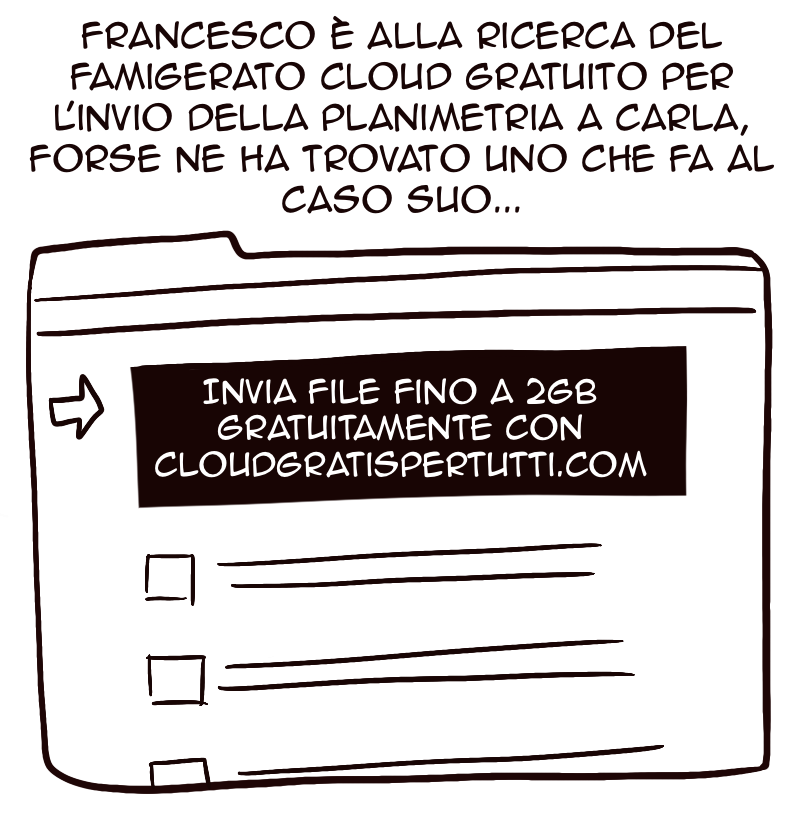 FRANCESCO È ALLA RICERCA DEL
FAMIGERATO CLOUD GRATUITO PER
L'INVIO DELLA PLANIMETRIA A CARLA,
FORSE NE HA TROVATO UNO CHE FA AL
CASO SUO...
INVIA FILE FINO A 2GB
GRATUITAMENTE CON
CLOUDGRATISPERTUTTI.COM